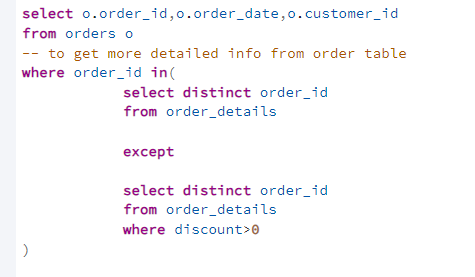 select o.order_id,o.order_date,o.customer_id
from orders o
-- to get more detailed info from order table
where order_id in(
select distinct order_id
from order_details
except
select distinct order_id
from order_details
where discount>0
)